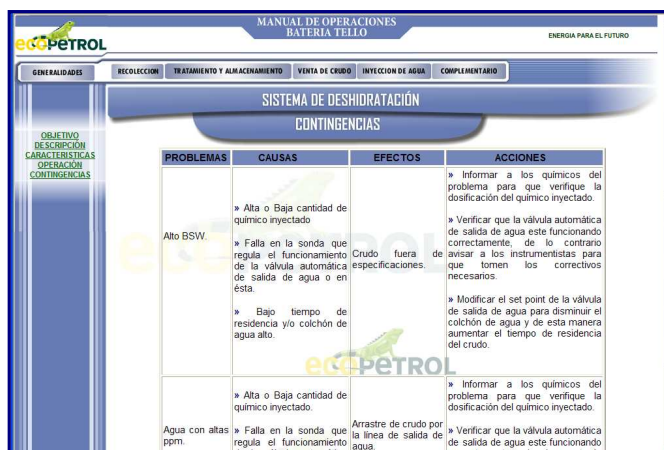 MANUAL DE OPERACIONES
BATERIA TELLO
ecopetrol
ENERGIA PARA EL FUTURO
GENERALIDADES
RECOLECCION TRATAMIENTO Y ALMACENAMIENTO VENTA DE CRUDO INYECCION DE AGUA COMPLEMENTARIO
SISTEMA DE DESHIDRATACIÓN
CONTINGENCIAS
OBJETIVO
DESCRIPCIÓN
CARACTERISTICAS
OPERACIÓN
CONTINGENCIAS
PROBLEMAS CAUSAS EFECTOS ACCIONES
Alto BSW.
» Alta o Baja cantidad de
químico inyectado
» Falla en la sonda que
regula el funcionamiento
de la válvula automática
de salida de agua o en
ésta.
» Bajo tiempo de
residencia y/o colchón de
agua alto.
Crudo fuera de
especificaciones.
» Informar a los químicos del
problema para que verifique la
dosificación del químico inyectado.
» Verificar que la válvula automática
de salida de agua este funcionando
correctamente, de lo contrario
avisar a los instrumentistas para
que tomen los correctivos
necesarios.
» Modificar el set point de la válvula
de salida de agua para disminuir el
colchón de agua y de esta manera
aumentar el tiempo de residencia
del crudo.
ecopetrol
Agua con altas
ppm.
» Alta o Baja cantidad de
químico inyectado.
» Falla en la sonda que
regula el funcionamiento
Arrastre de crudo por
la línea de salida de
agua.
» Informar a los químicos del
problema para que verifique la
dosificación del químico inyectado.
» Verificar que la válvula automática
de salida de agua este funcionando